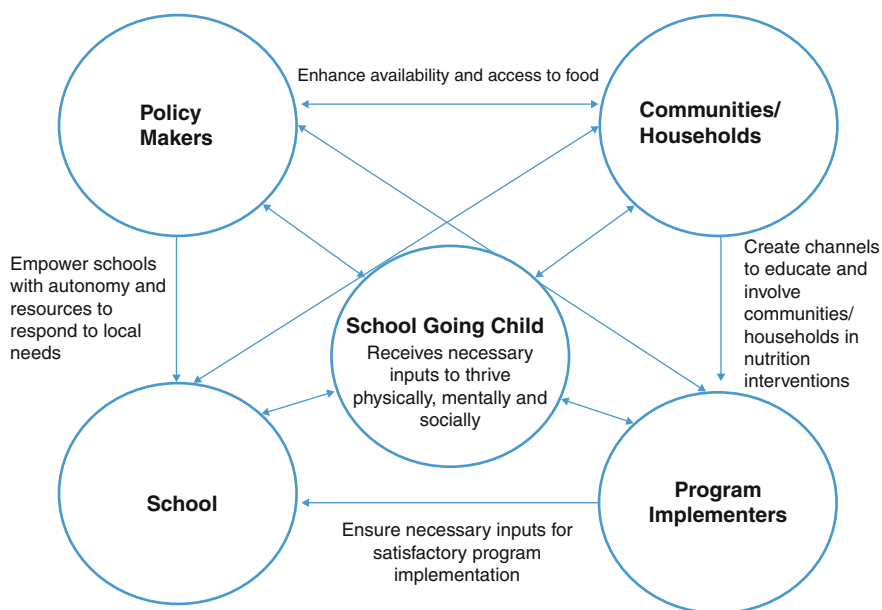 Enhance availability and access to food
Policy
Makers
Communities/
Households
Empower schools
with autonomy and
resources to
respond to local
needs
Create channels
to educate and
involve
communities/
households in
nutrition
interventions
School Going Child
Receives necessary
inputs to thrive
physically, mentally and
socially
School
Program
Implementers
Ensure necessary inputs for
satisfactory program
implementation